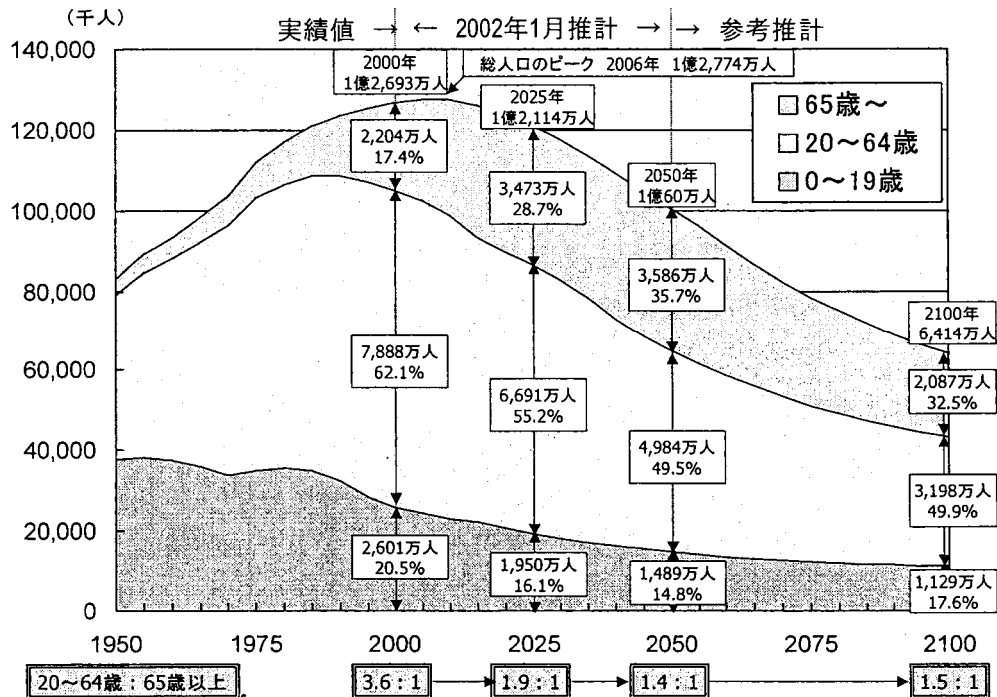 （千人）
実績値 → ← 2002年1月推計 → → 参考推計
140,000
120,000
100,000
80,000
60,000
40,000
20,000
0
総人口のピーク 2006年 1億2,774万人
65歳～
20～64歳
0～19歳
2000年
1億2,693万人
2,204万人
17.4%
7,888万人
62.1%
2,601万人
20.5%
2025年
1億2,114万人
3,473万人
28.7%
6,691万人
55.2%
1,950万人
16.1%
2050年
1億60万人
3,586万人
35.7%
4,984万人
49.5%
1,489万人
14.8%
2100年
6,414万人
2,087万人
32.5%
3,198万人
49.9%
1,129万人
17.6%
1950 1975 2000 2025 2050 2075 2100
20～64歳：65歳以上 3.6：1 1.9：1 1.4：1 1.5：1